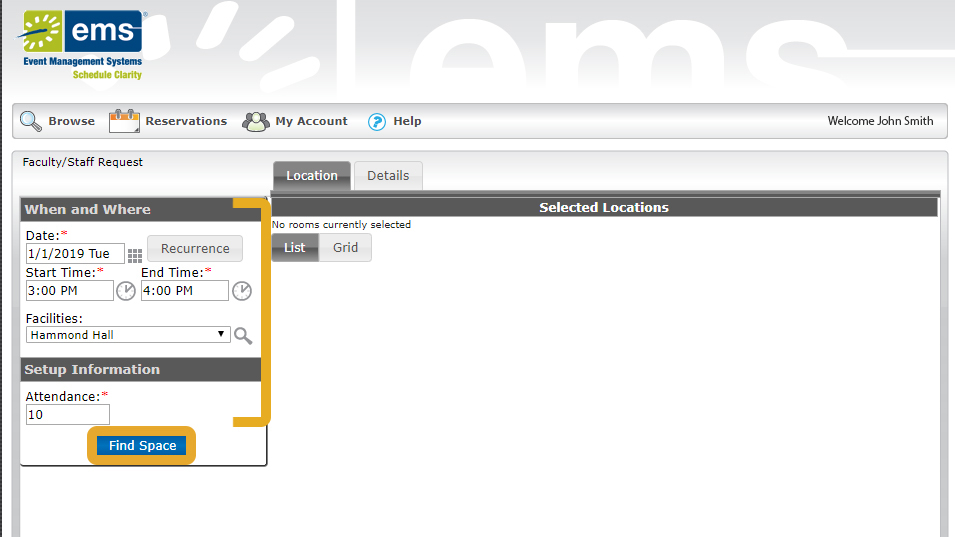 ems®
Event Management Systems
Schedule Clarity
ems
Browse Reservations My Account ? Help Welcome John Smith
Faculty/Staff Request
Location Details
When and Where
Selected Locations
Date:*
No rooms currently selected
1/1/2019 Tue Recurrence
List Grid
Start Time:* End Time:*
3:00 PM 4:00 PM
Facilities:
Hammond Hall
Setup Information
Attendance:*
10
Find Space